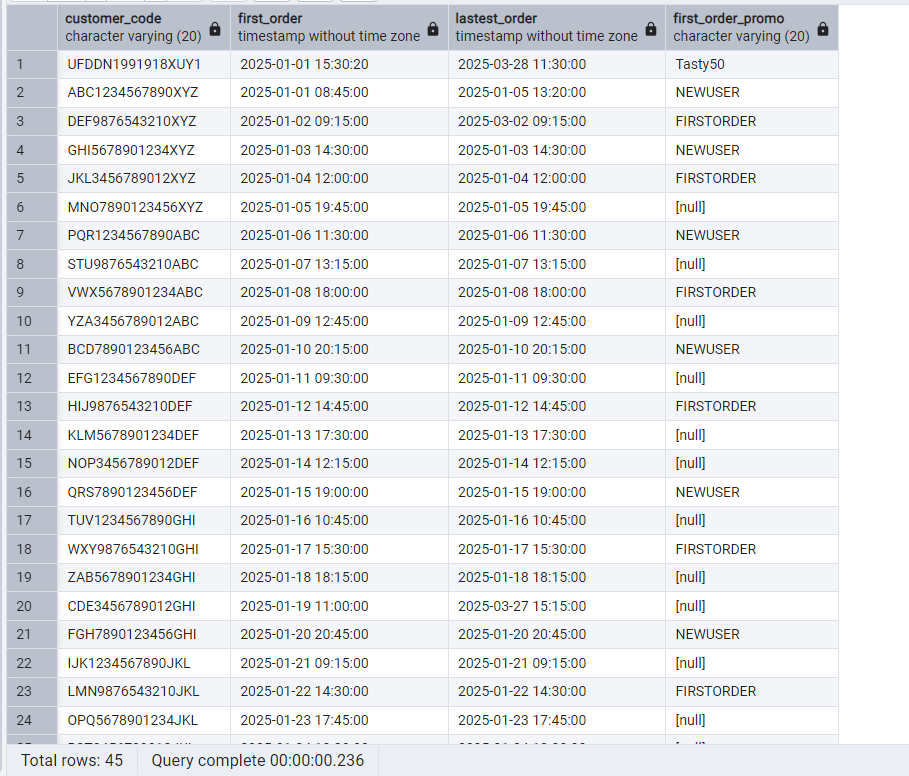 customer_code first_order lastest_order first_order_promo
character varying (20) timestamp without time zone timestamp without time zone character varying (20)
1 UFDDN1991918XUY1 2025-01-01 15:30:20 2025-03-28 11:30:00 Tasty50
2 ABC1234567890XYZ 2025-01-01 08:45:00 2025-01-05 13:20:00 NEWUSER
3 DEF9876543210XYZ 2025-01-02 09:15:00 2025-03-02 09:15:00 FIRSTORDER
4 GHI5678901234XYZ 2025-01-03 14:30:00 2025-01-03 14:30:00 NEWUSER
5 JKL3456789012XYZ 2025-01-04 12:00:00 2025-01-04 12:00:00 FIRSTORDER
6 MNO7890123456XYZ 2025-01-05 19:45:00 2025-01-05 19:45:00 [null]
7 PQR1234567890ABC 2025-01-06 11:30:00 2025-01-06 11:30:00 NEWUSER
8 STU9876543210ABC 2025-01-07 13:15:00 2025-01-07 13:15:00 [null]
9 VWX5678901234ABC 2025-01-08 18:00:00 2025-01-08 18:00:00 FIRSTORDER
10 YZA3456789012ABC 2025-01-09 12:45:00 2025-01-09 12:45:00 [null]
11 BCD7890123456ABC 2025-01-10 20:15:00 2025-01-10 20:15:00 NEWUSER
12 EFG1234567890DEF 2025-01-11 09:30:00 2025-01-11 09:30:00 [null]
13 HIJ9876543210DEF 2025-01-12 14:45:00 2025-01-12 14:45:00 FIRSTORDER
14 KLM5678901234DEF 2025-01-13 17:30:00 2025-01-13 17:30:00 [null]
15 NOP3456789012DEF 2025-01-14 12:15:00 2025-01-14 12:15:00 [null]
16 QRS7890123456DEF 2025-01-15 19:00:00 2025-01-15 19:00:00 NEWUSER
17 TUV1234567890GHI 2025-01-16 10:45:00 2025-01-16 10:45:00 [null]
18 WXY9876543210GHI 2025-01-17 15:30:00 2025-01-17 15:30:00 FIRSTORDER
19 ZAB5678901234GHI 2025-01-18 18:15:00 2025-01-18 18:15:00 [null]
20 CDE3456789012GHI 2025-01-19 11:00:00 2025-03-27 15:15:00 [null]
21 FGH7890123456GHI 2025-01-20 20:45:00 2025-01-20 20:45:00 NEWUSER
22 IJK1234567890JKL 2025-01-21 09:15:00 2025-01-21 09:15:00 [null]
23 LMN9876543210JKL 2025-01-22 14:30:00 2025-01-22 14:30:00 FIRSTORDER
24 OPQ5678901234JKL 2025-01-23 17:45:00 2025-01-23 17:45:00 [null]
Total rows: 45 Query complete 00:00:00.236